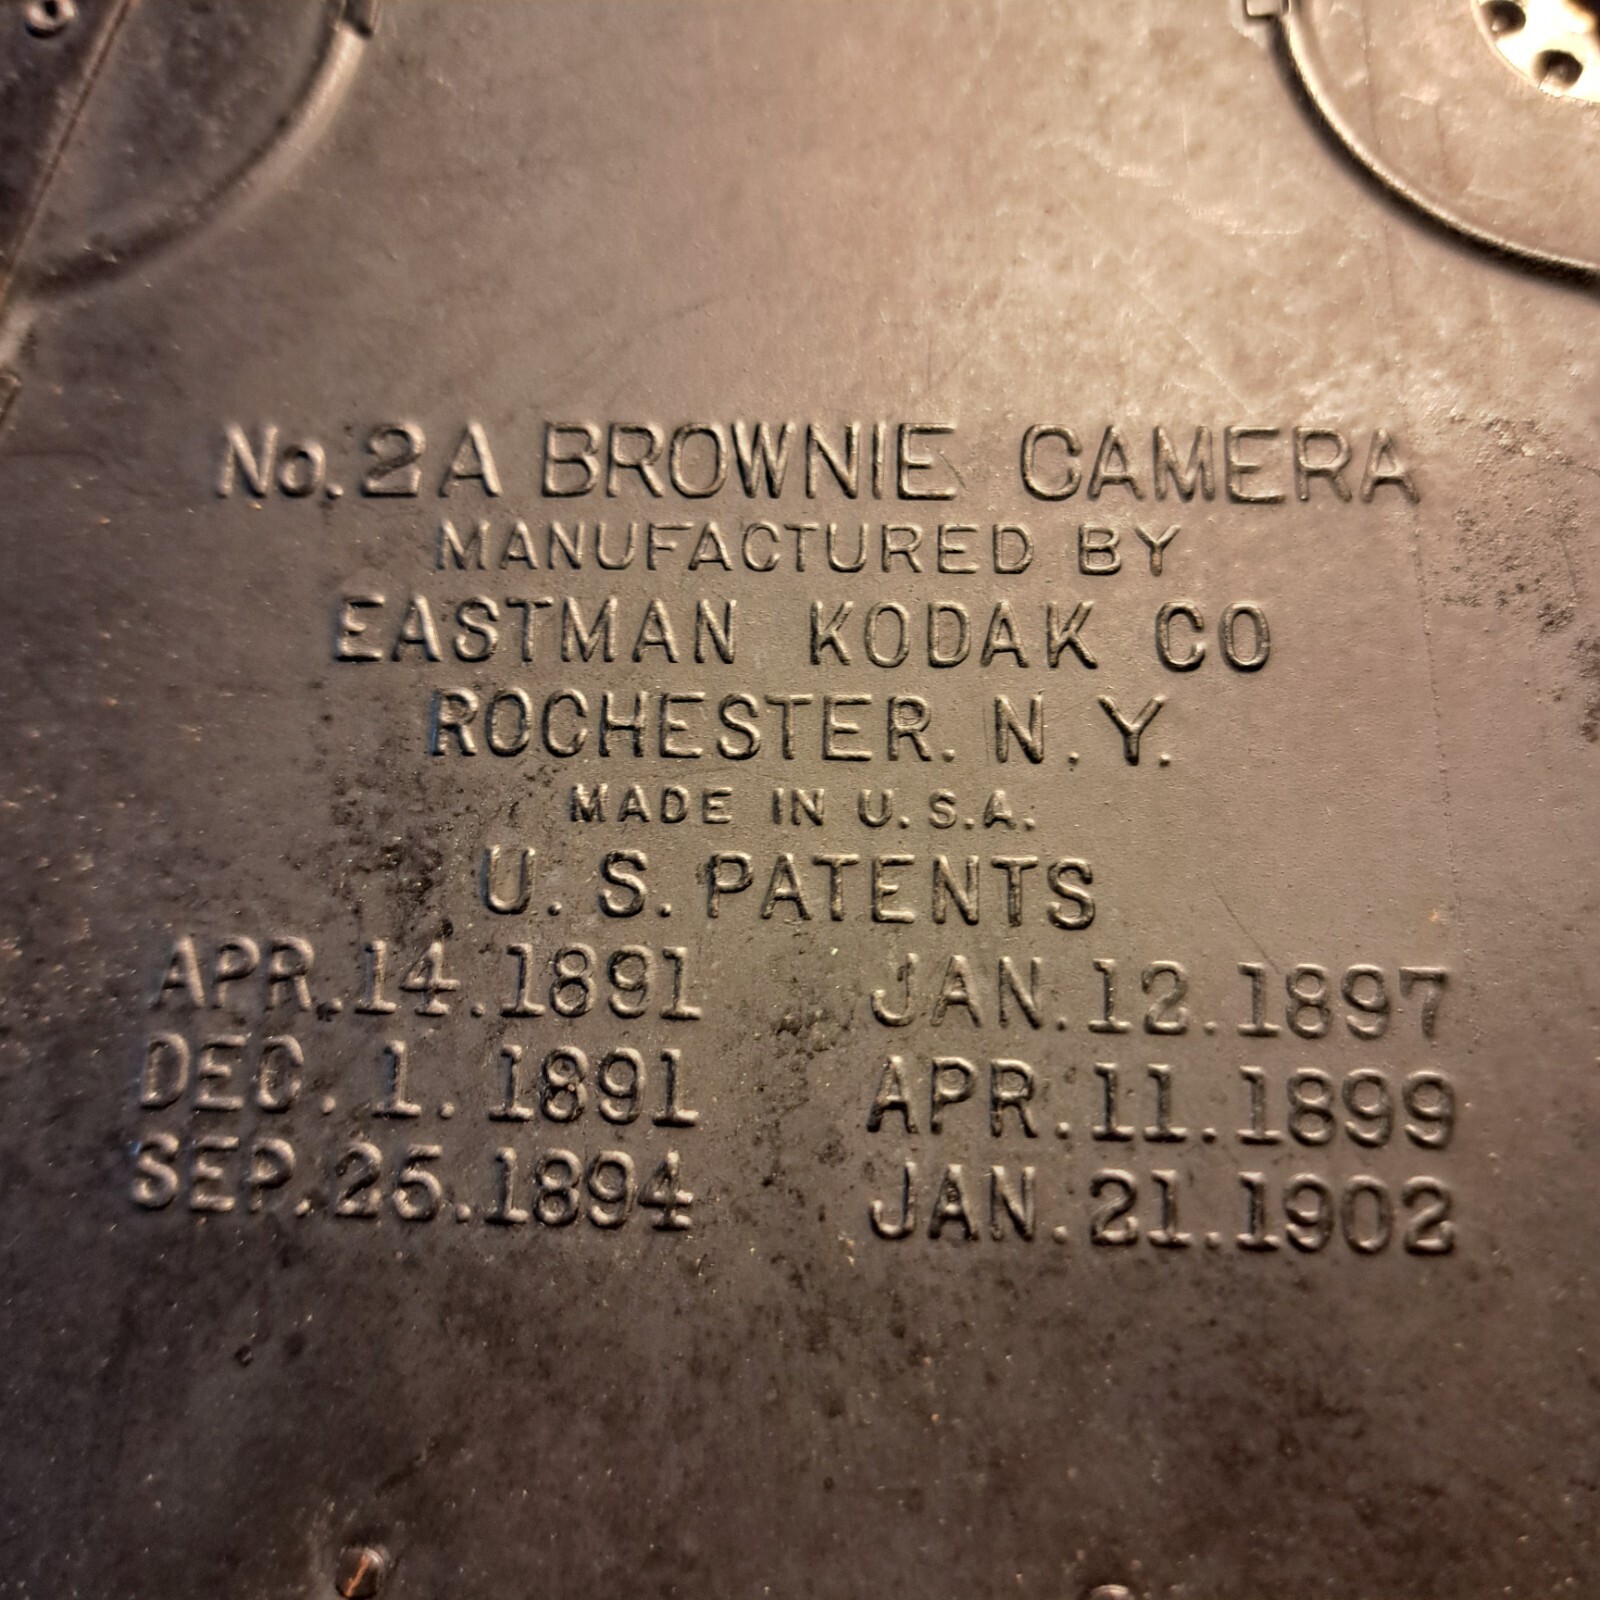 No. 2A BROWNIE CAMERA
MANUFACTURED BY
EASTMAN KODAK CO
ROCHESTER. N. Y.
MADE IN U.S.A.
U. S. PATENTS
APR.14.1891 JAN.12.1897
DEC. 1. 1891 APR.11.1899
SEP.25.1894 JAN.21.1902